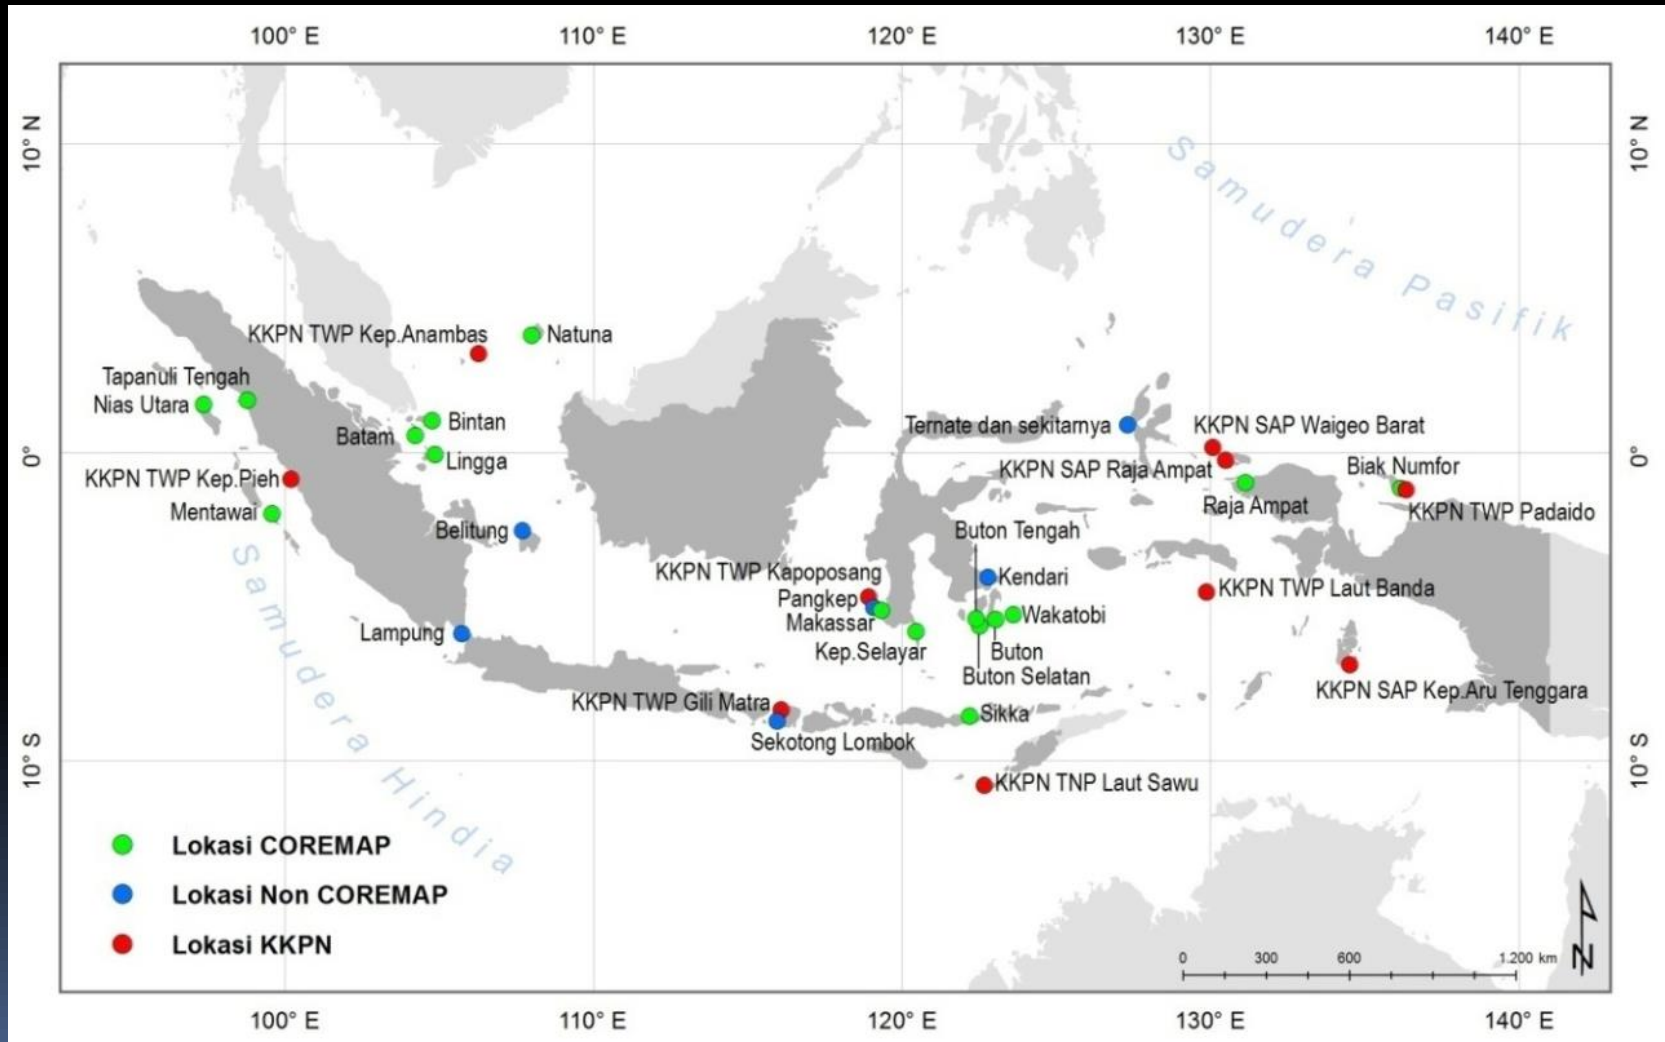 100° E 110° E 120° E 130° E 140° E
10° N
10° N
Samudera Pasifik
KKPN TWP Kep.Anambas
Natuna
Tapanuli Tengah
Nias Utara
Bintan
Batam
Lingga
Ternate dan sekitarnya
KKPN SAP Waigeo Barat
0°
0°
KKPN SAP Raja Ampat
Biak Numfor
KKPN TWP Kep.Pieh
Raja Ampat
KKPN TWP Padaido
Mentawai
Belitung
Buton Tengah
KKPN TWP Kapoposang
Kendari
KKPN TWP Laut Banda
Pangkep
Makassar
Wakatobi
Lampung
Kep.Selayar
Buton
Buton Selatan
KKPN SAP Kep.Aru Tenggara
KKPN TWP Gili Matra
Sikka
Sekotong Lombok
10° S
10° S
KKPN TNP Laut Sawu
Samudera Hindia
Lokasi COREMAP
Lokasi Non COREMAP
Lokasi KKPN
0 300 600 1.200 km
N
100° E 110° E 120° E 130° E 140° E